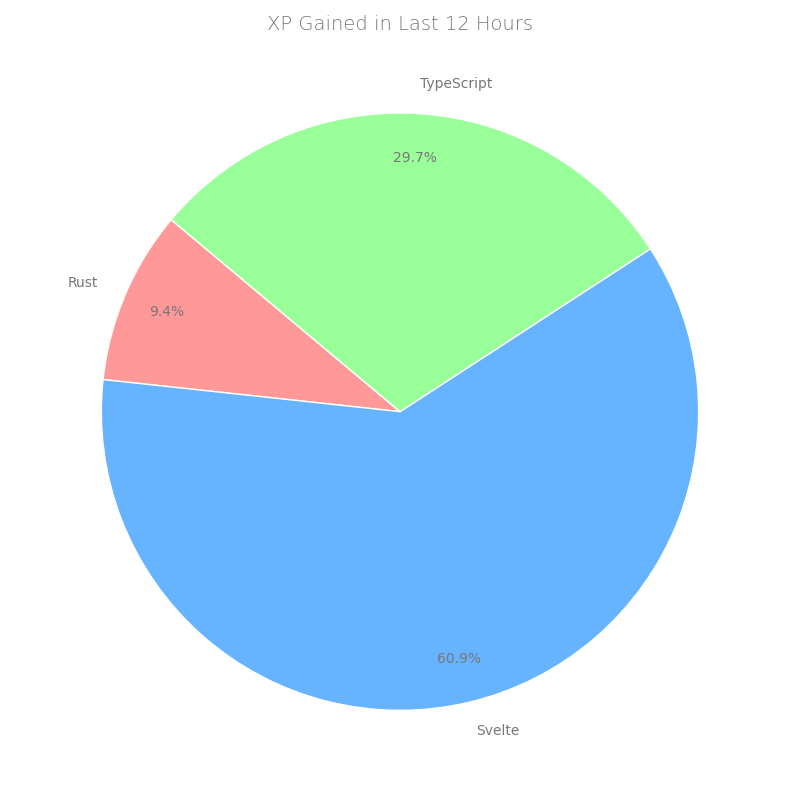 XP Gained in Last 12 Hours
TypeScript
29.7%
Rust
9.4%
60.9%
Svelte